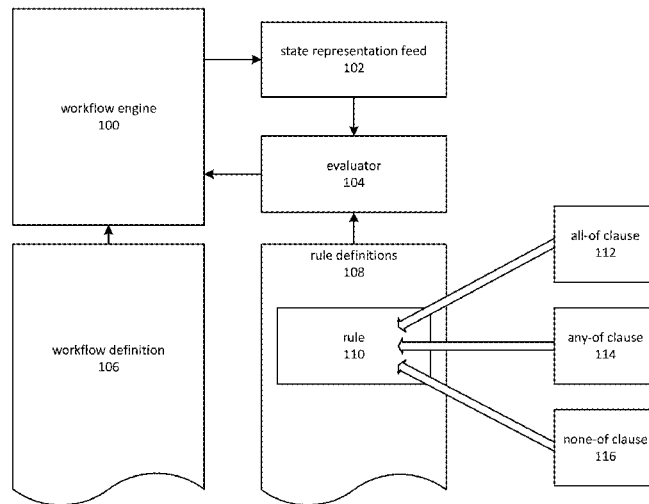 workflow engine
100
state representation feed
102
evaluator
104
workflow definition
106
rule definitions
108
rule
110
all-of clause
112
any-of clause
114
none-of clause
116